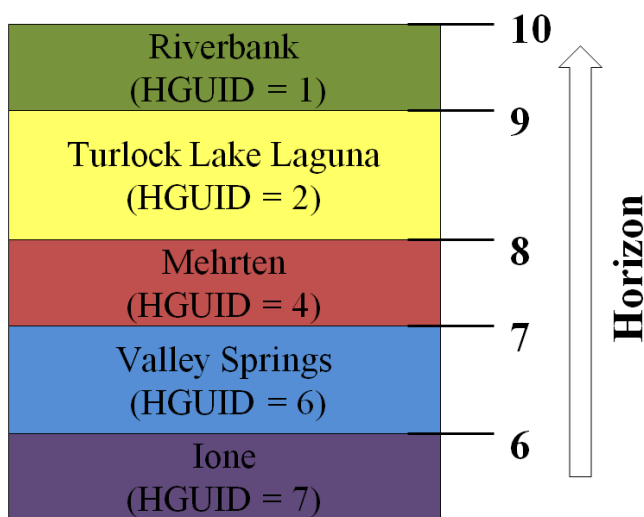 10
Riverbank
(HGUID = 1)
9
Turlock Lake Laguna
(HGUID = 2)
8
Mehrten
(HGUID = 4)
7
Valley Springs
(HGUID = 6)
6
Ione
(HGUID = 7)
Horizon